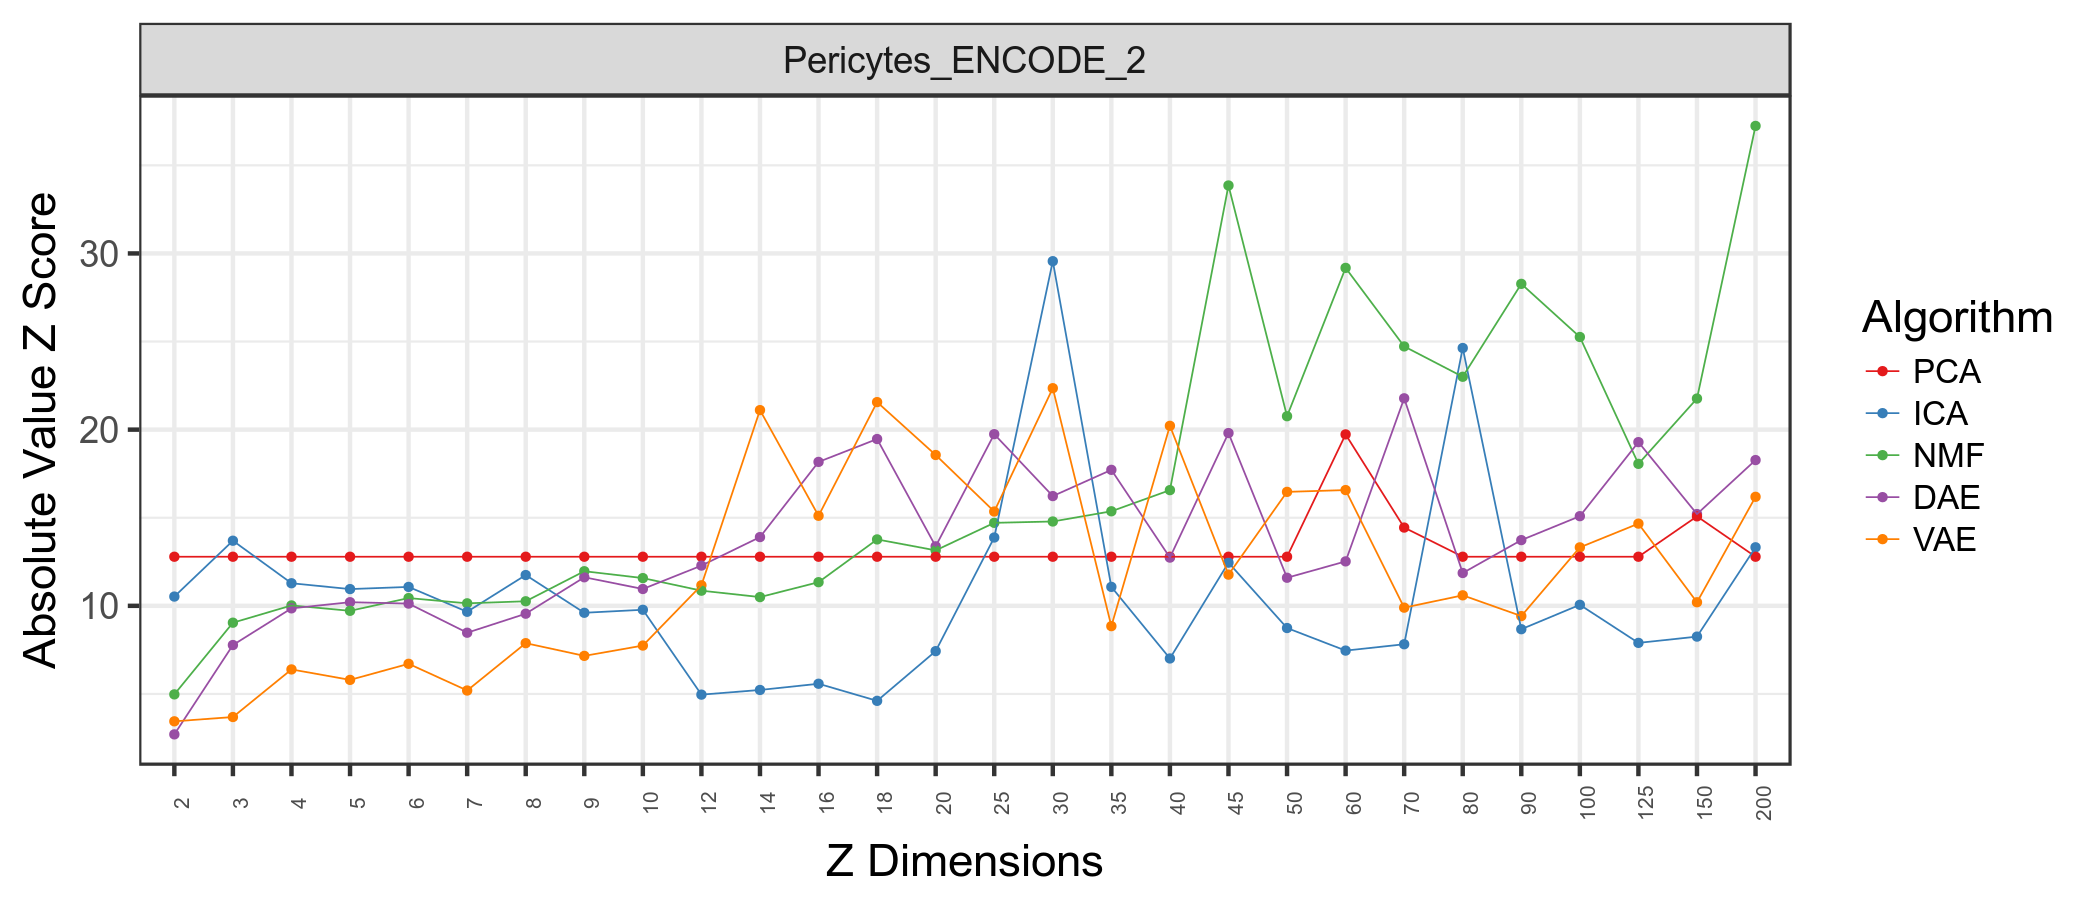 Pericytes_ENCODE_2
Absolute Value Z Score
30
20
10
2 3 4 5 6 7 8 9 10 12 14 16 18 20 25 30 35 40 45 50 60 70 80 90 100 125 150 200
Z Dimensions
Algorithm
PCA
ICA
NMF
DAE
VAE